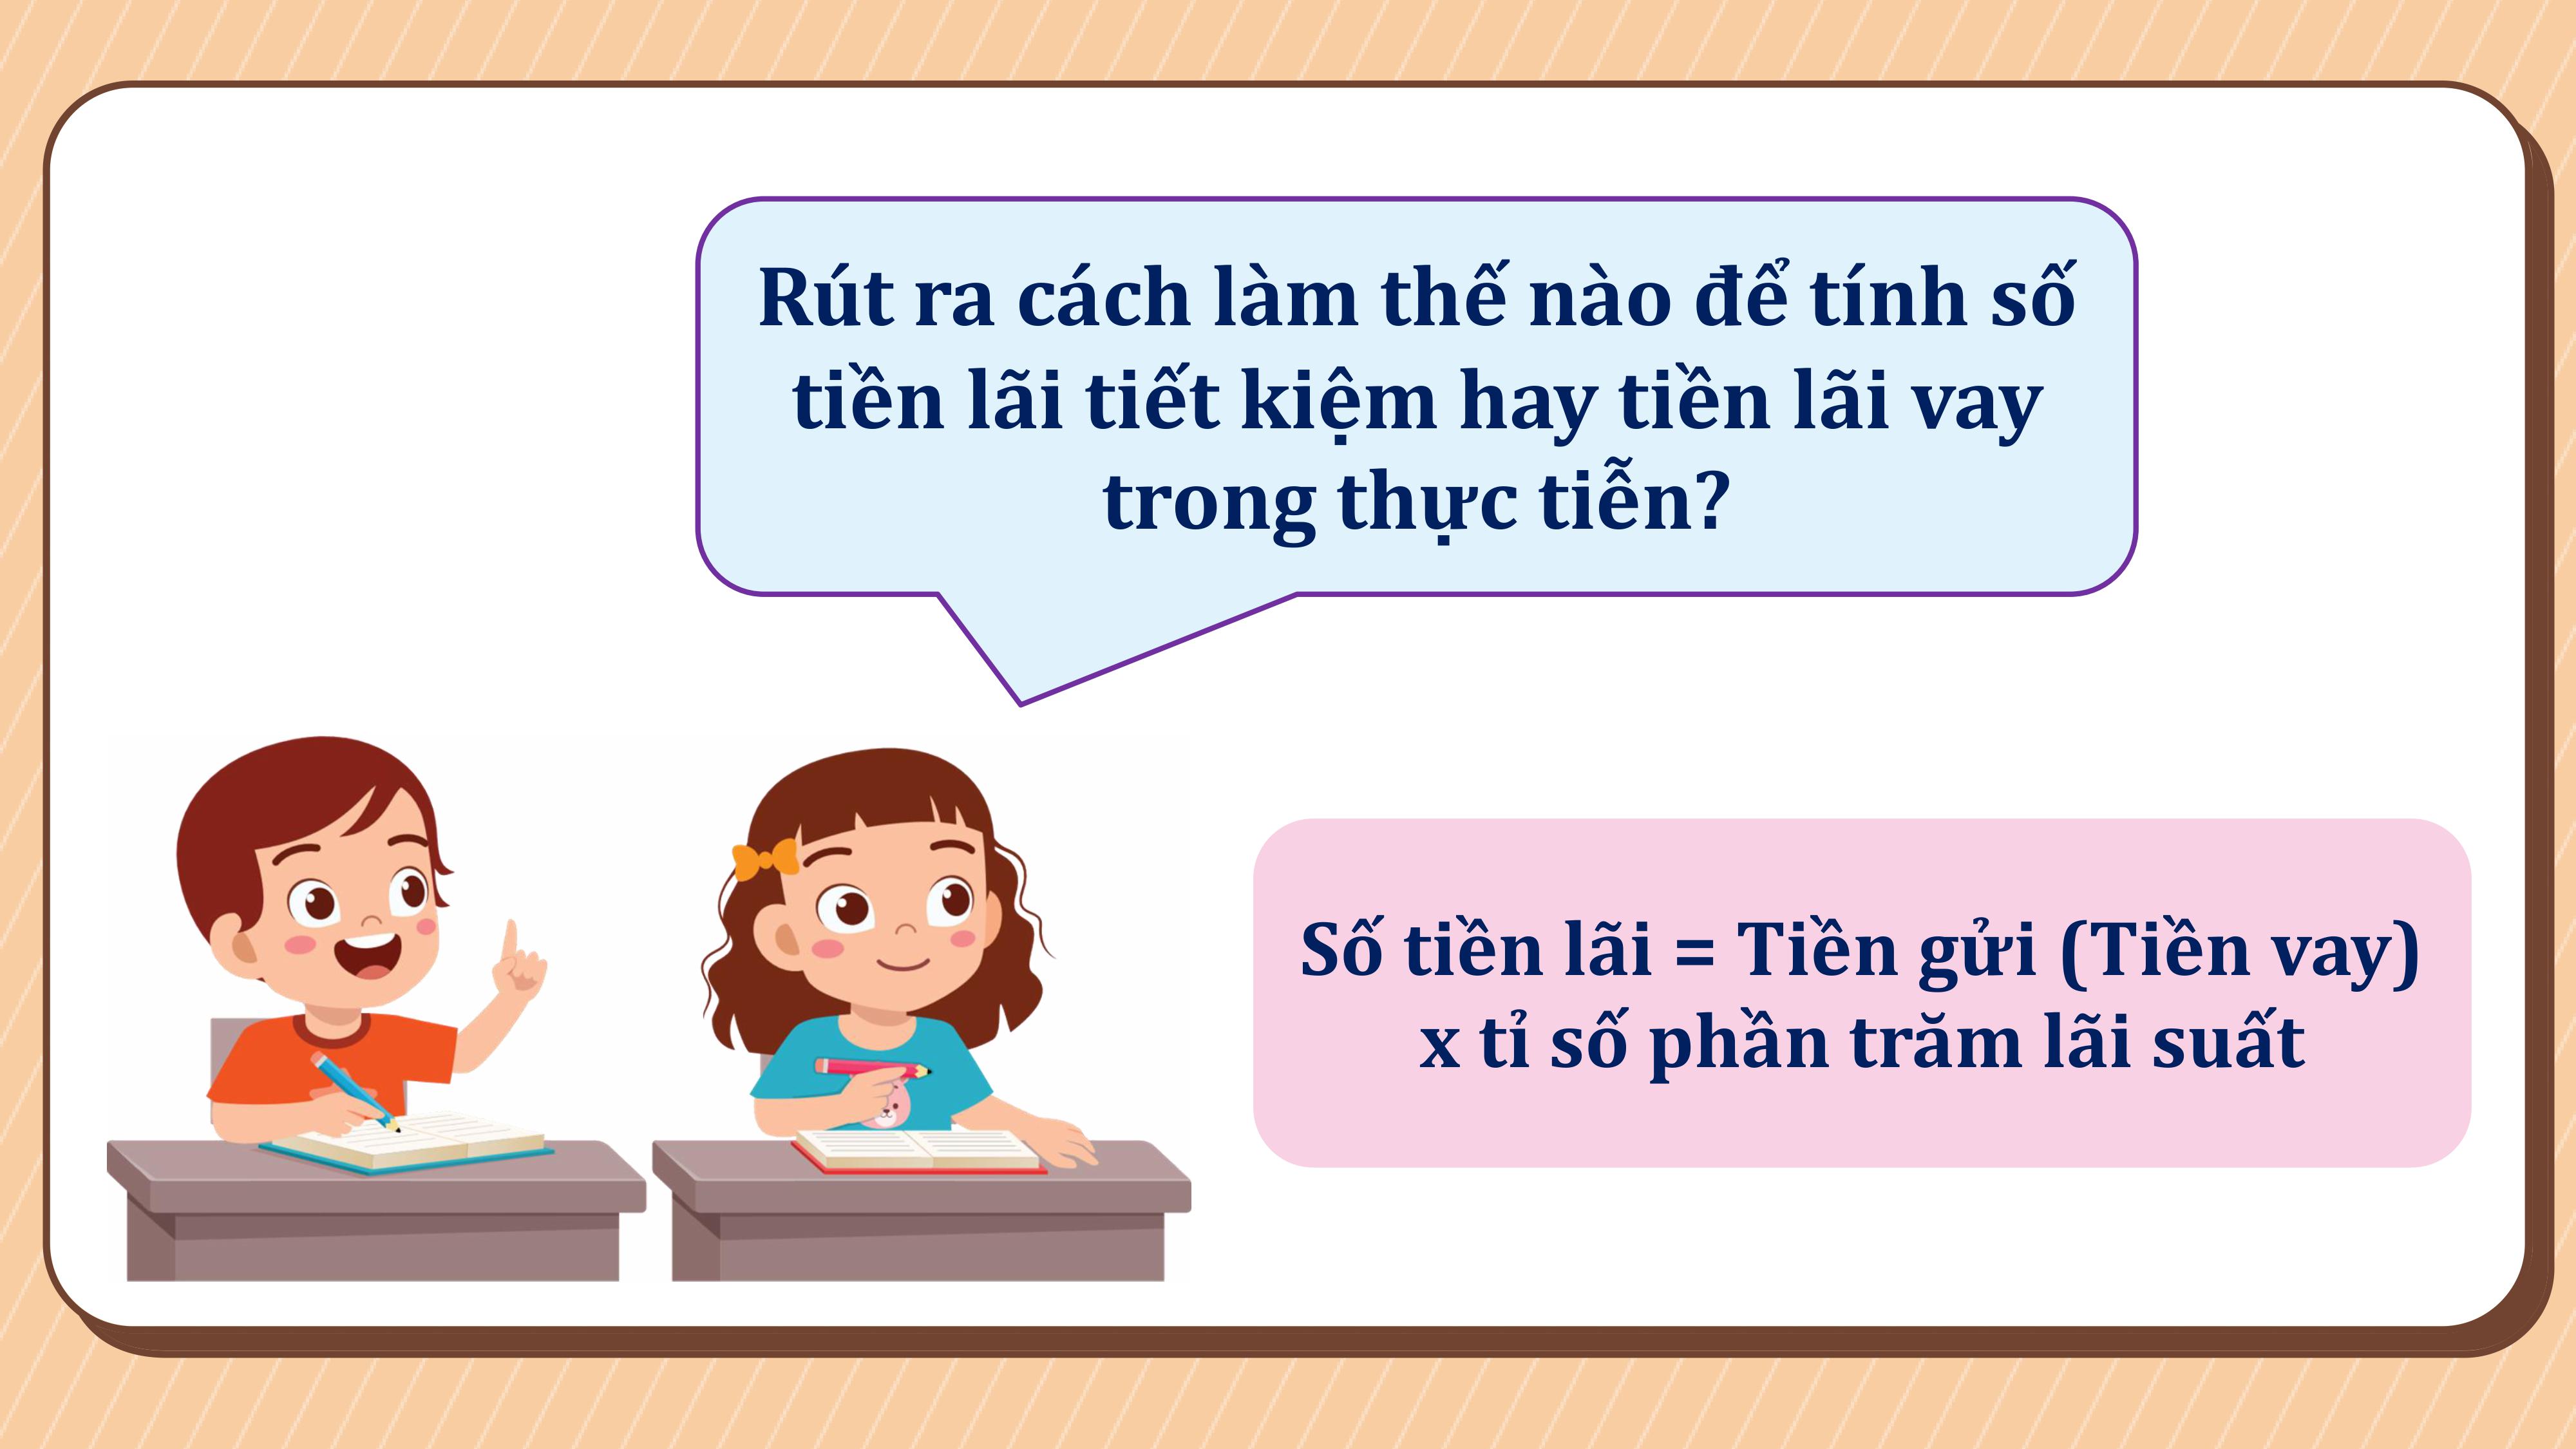 Rút ra cách làm thế nào để tính số
tiền lãi tiết kiệm hay tiền lãi vay
trong thực tiễn?
Số tiền lãi = Tiền gửi (Tiền vay)
x tỉ số phần trăm lãi suất